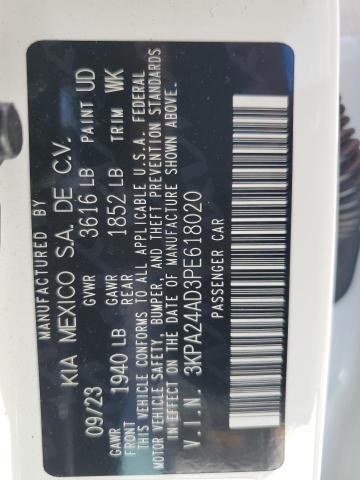 MANUFACTURED BY
KIA MEXICO S.A. DE C.V.
09/23 GVWR 3616 LB PAINT UD
GAWR FRONT 1940 LB GAWR REAR 1852 LB TRIM WK
THIS VEHICLE CONFORMS TO ALL APPLICABLE U.S.A. FEDERAL
MOTOR VEHICLE SAFETY, BUMPER, AND THEFT PREVENTION STANDARDS
IN EFFECT ON THE DATE OF MANUFACTURE SHOWN ABOVE.
V.I.N. 3KPA24AD3PE618020
PASSENGER CAR